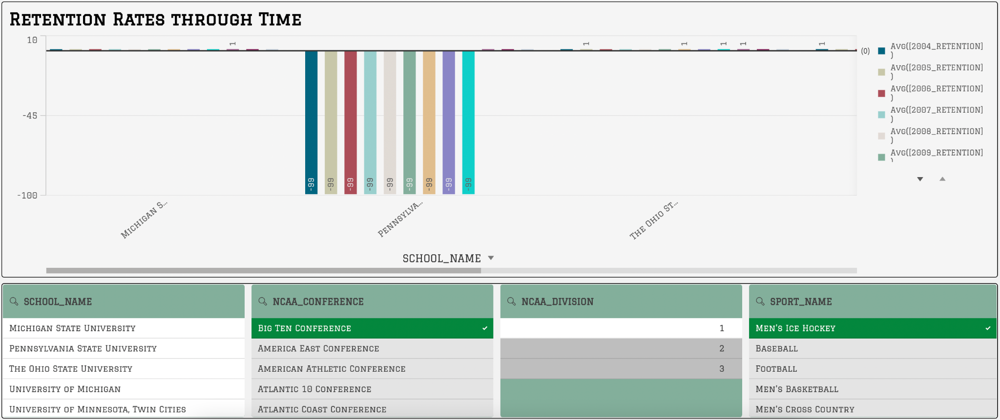 Retention Rates through Time
10
-45
-100
1
1
1
1
1
1
(0)
-99
-99
-99
-99
-99
-99
-99
-99
-99
Michigan S...
Pennsylva...
The Ohio St...
SCHOOL_NAME
Avg([2004_RETENTION]
)
Avg([2005_RETENTION]
)
Avg([2006_RETENTION]
)
Avg([2007_RETENTION]
)
Avg([2008_RETENTION]
)
Avg([2009_RETENTION]
)
SCHOOL_NAME
Michigan State University
Pennsylvania State University
The Ohio State University
University of Michigan
University of Minnesota, Twin Cities
NCAA_CONFERENCE
Big Ten Conference
America East Conference
American Athletic Conference
Atlantic 10 Conference
Atlantic Coast Conference
NCAA_DIVISION
1
2
3
SPORT_NAME
Men's Ice Hockey
Baseball
Football
Men's Basketball
Men's Cross Country